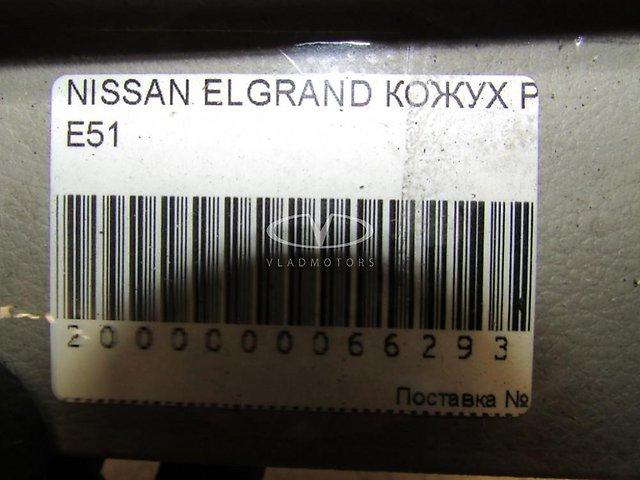 NISSAN ELGRAND КОЖУХ Р
E51
V
VLADMOTORS
2000000066293
Поставка №